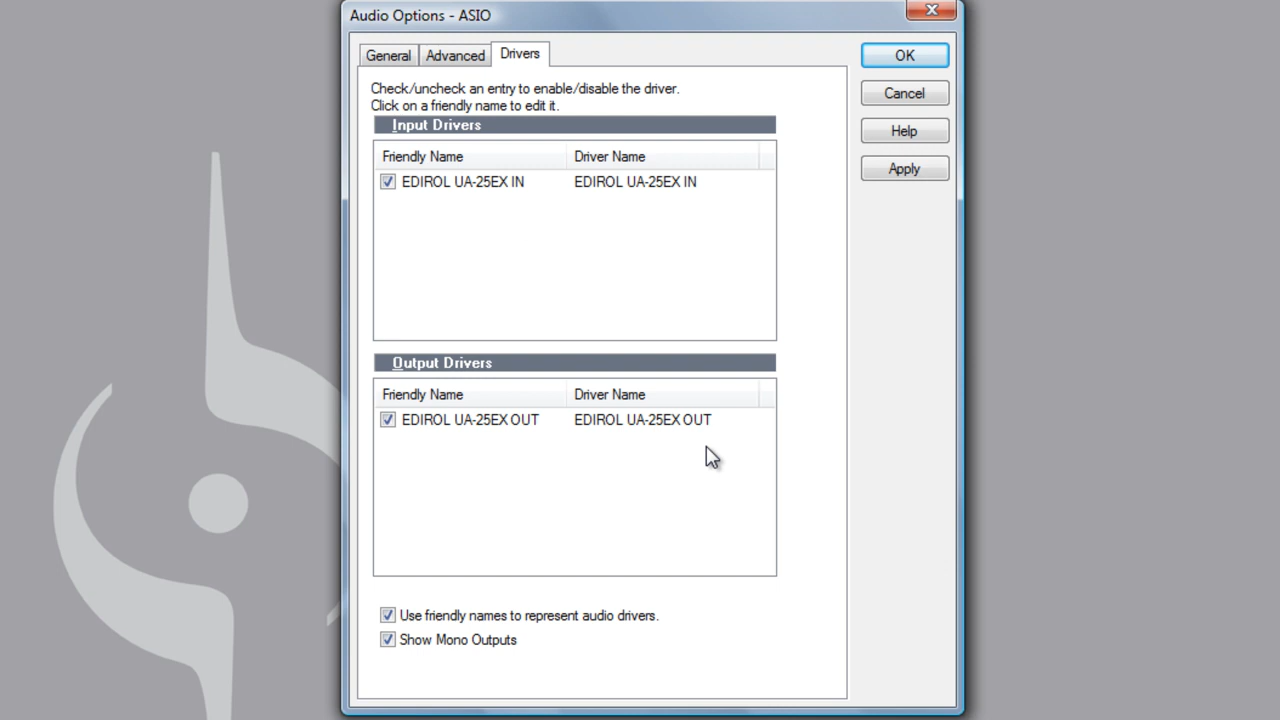 Audio Options - ASIO
General Advanced Drivers
OK
Cancel
Help
Apply
Check/uncheck an entry to enable/disable the driver.
Click on a friendly name to edit it.
Input Drivers
Friendly Name Driver Name
EDIROL UA-25EX IN EDIROL UA-25EX IN
Output Drivers
Friendly Name Driver Name
EDIROL UA-25EX OUT EDIROL UA-25EX OUT
Use friendly names to represent audio drivers.
Show Mono Outputs